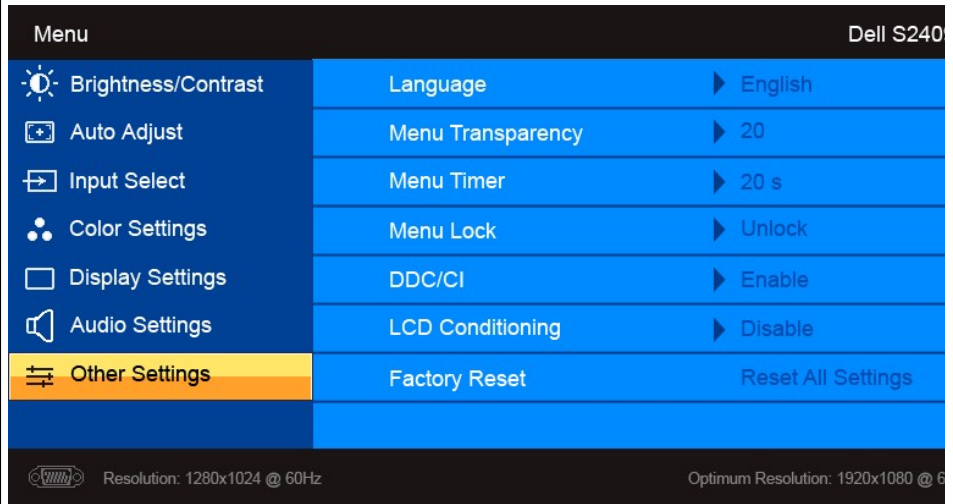 Menu Dell S2409
Brightness/Contrast Language English
Auto Adjust Menu Transparency 20
Input Select Menu Timer 20 s
Color Settings Menu Lock Unlock
Display Settings DDC/CI Enable
Audio Settings LCD Conditioning Disable
Other Settings Factory Reset Reset All Settings
Resolution: 1280x1024 @ 60Hz Optimum Resolution: 1920x1080 @ 6